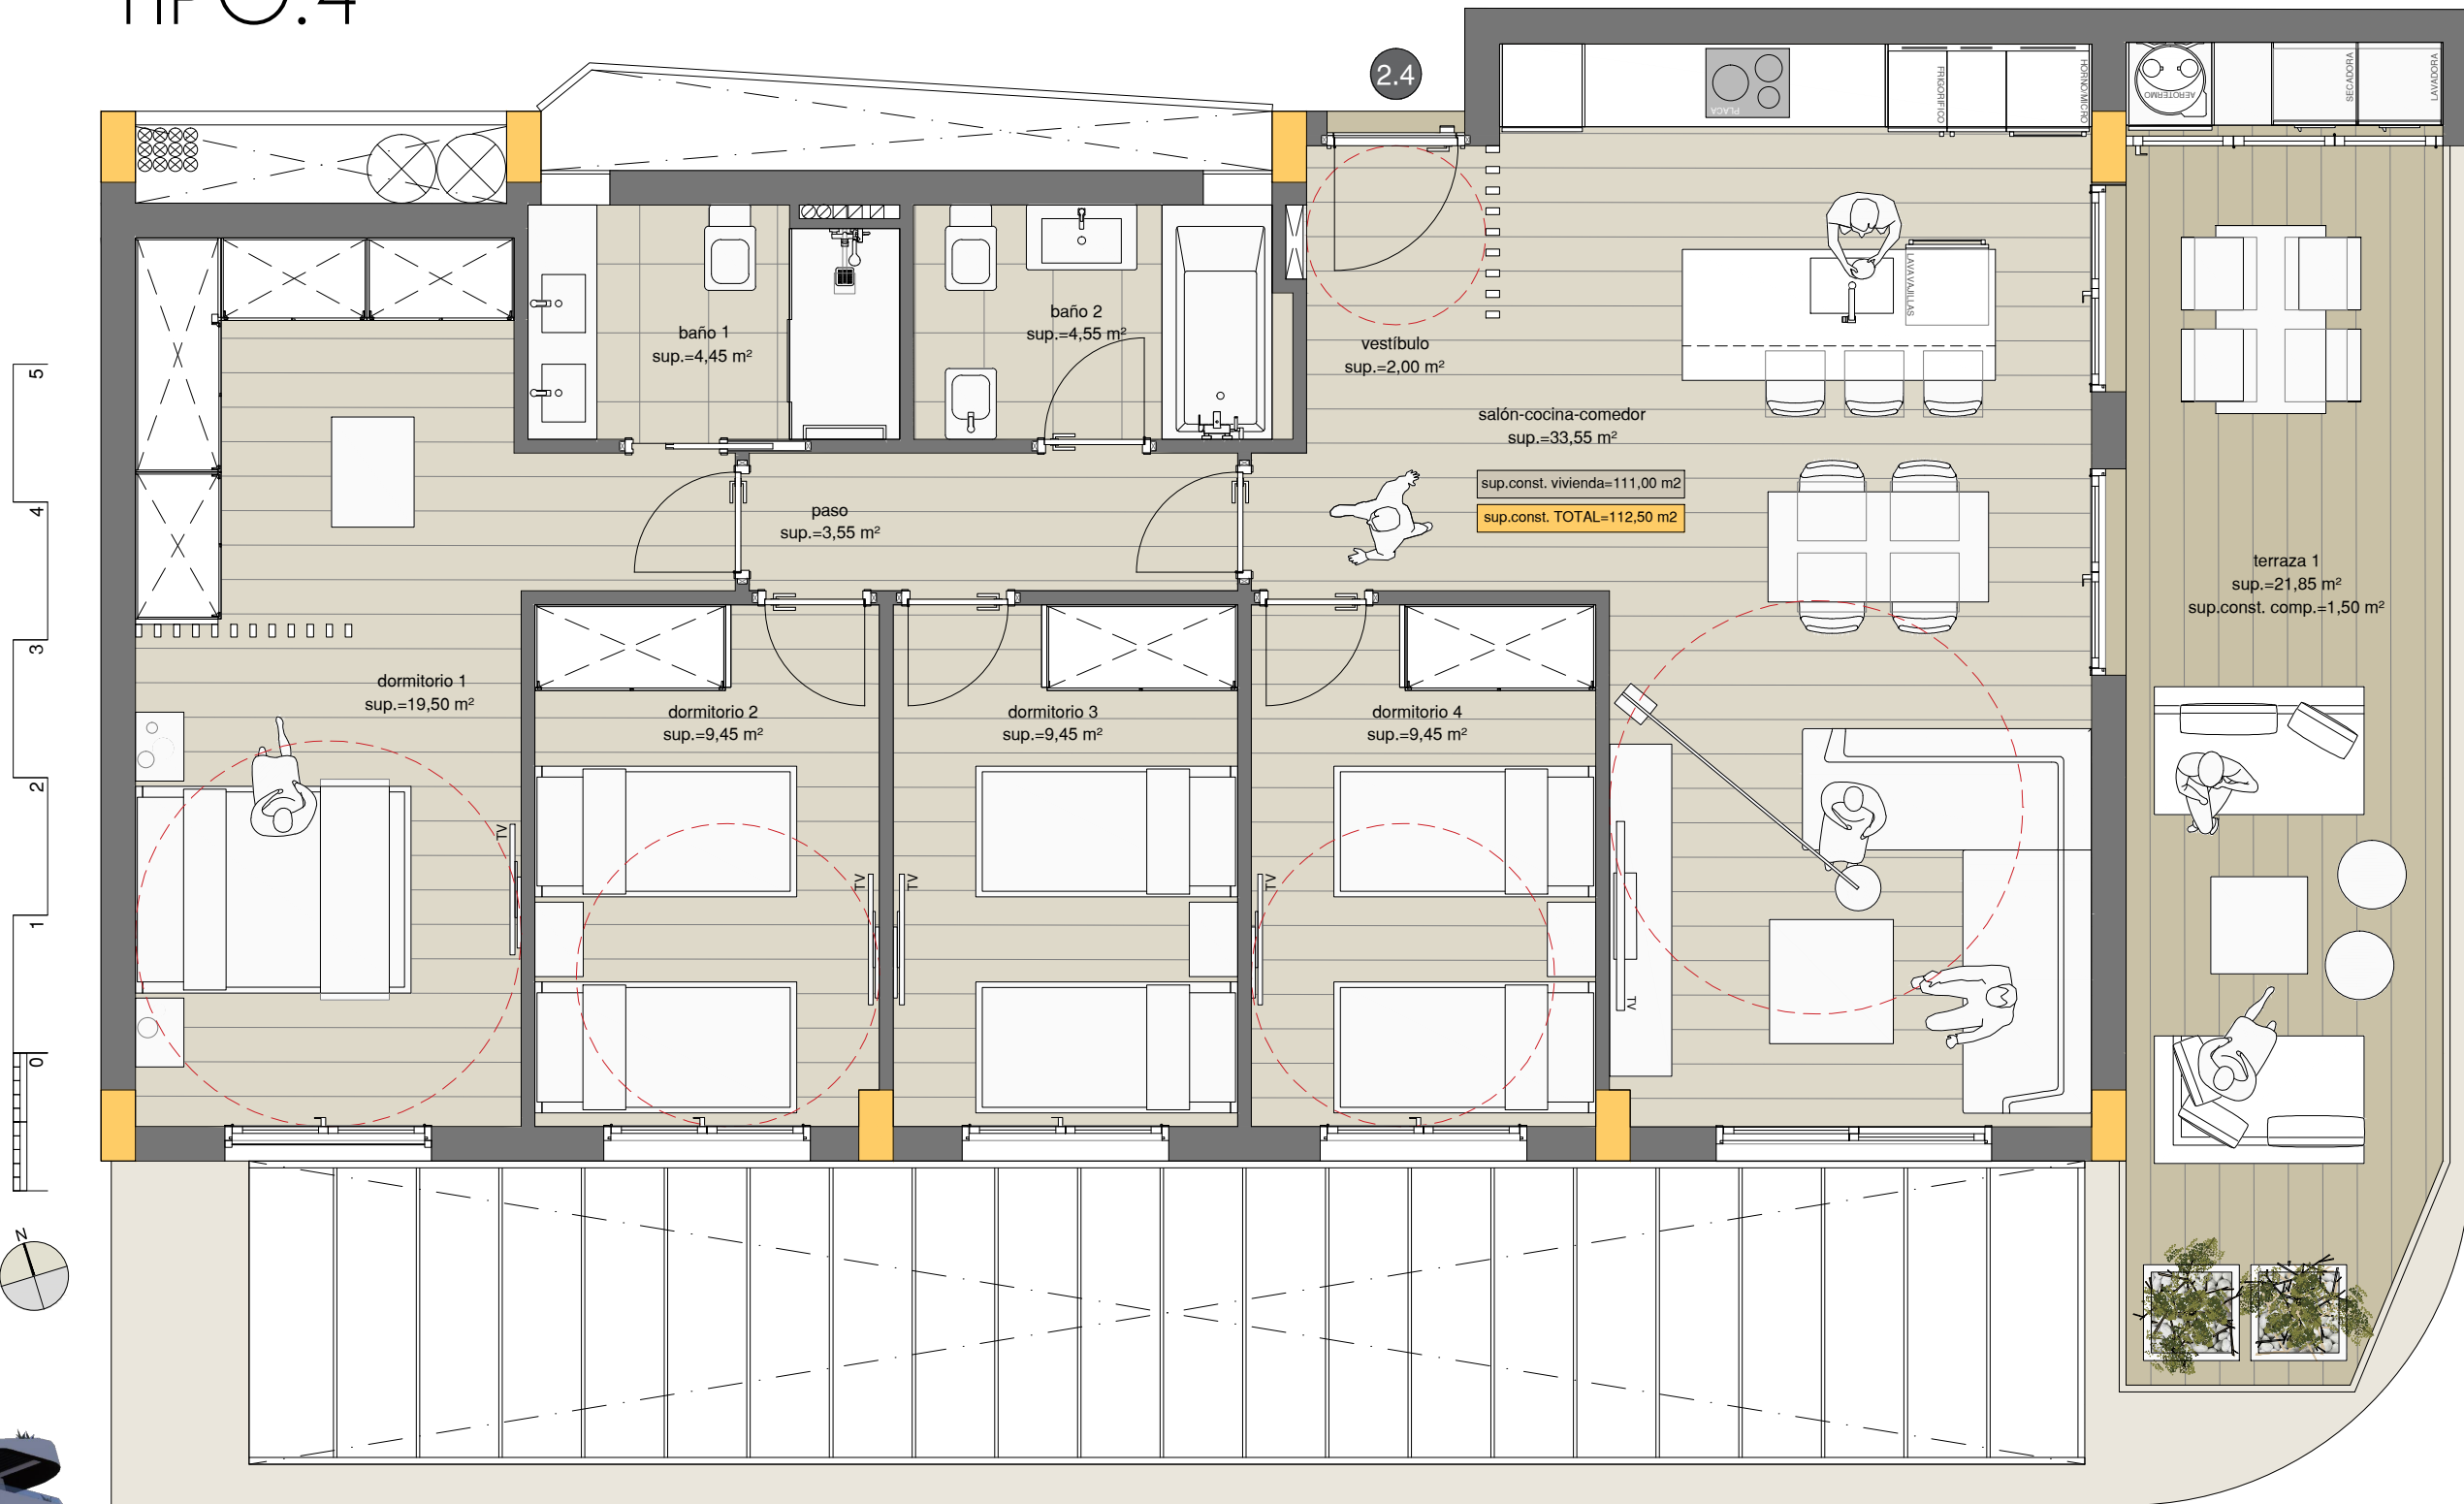 TIPO.4
2.4
PLACA
FRIGORIFICO
HORNO/MICRO
AEROTERMO
SECADORA
LAVADORA
LAVAVAJILLAS
baño 1
sup.=4,45 m²
baño 2
sup.=4,55 m²
vestíbulo
sup.=2,00 m²
salón-cocina-comedor
sup.=33,55 m²
sup.const. vivienda=111,00 m2
sup.const. TOTAL=112,50 m2
paso
sup.=3,55 m²
terraza 1
sup.=21,85 m²
sup.const. comp.=1,50 m²
dormitorio 1
sup.=19,50 m²
dormitorio 2
sup.=9,45 m²
dormitorio 3
sup.=9,45 m²
dormitorio 4
sup.=9,45 m²
TV
TV
TV
TV
TV
5
4
3
2
1
0
N